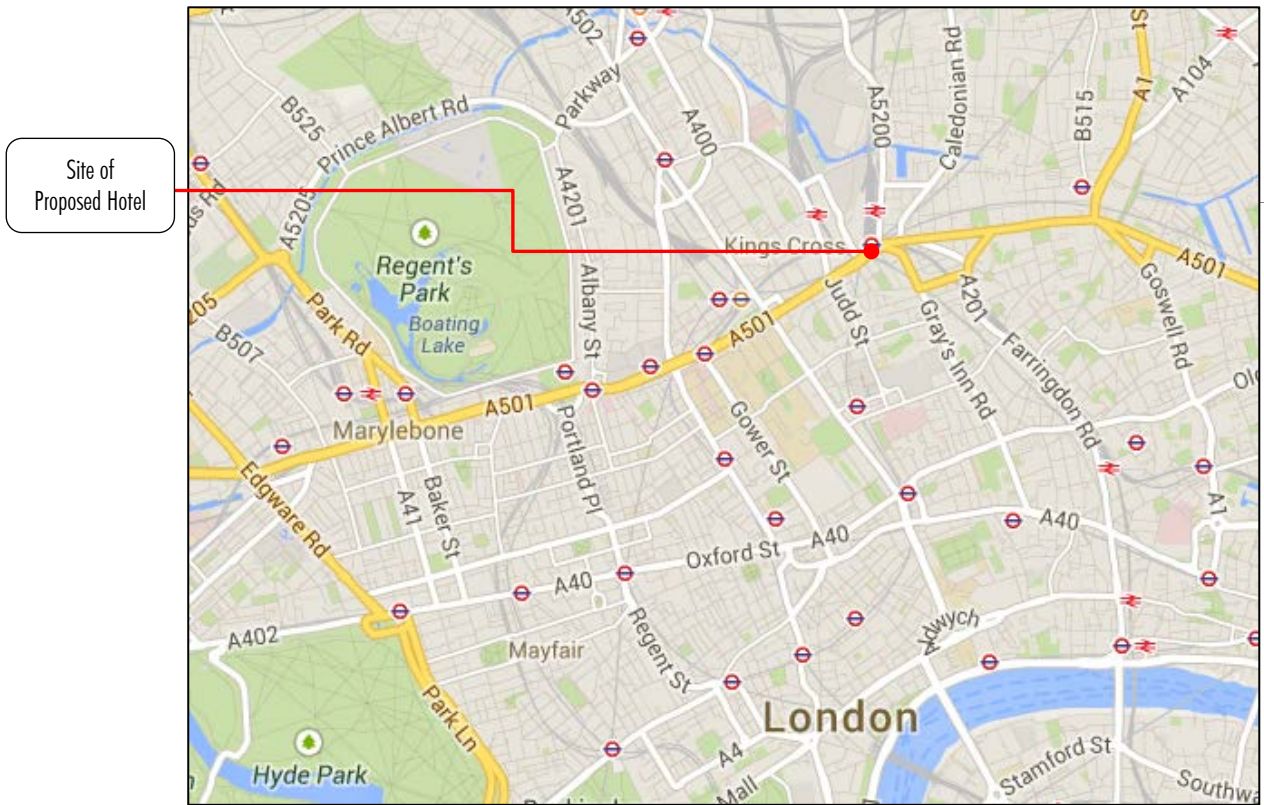 Site of
Proposed Hotel
A502
Parkway
A400
A5200
Caledonian Rd
B515
A1
A104
B525
Prince Albert Rd
A5205
A4201
Regent's
Park
Boating
Lake
Albany St
Kings Cross
A501
Judd St
Gray's Inn Rd
A201
Farringdon Rd
Goswell Rd
A501
Park Rd
B507
A501
Marylebone
Portland Pl
Gower St
Edgware Rd
A41
Baker St
A40
Oxford St
A40
A40
A1
A402
Mayfair
Regent St
Aldwych
Park Ln
London
A4
Mall
Stamford St
Hyde Park